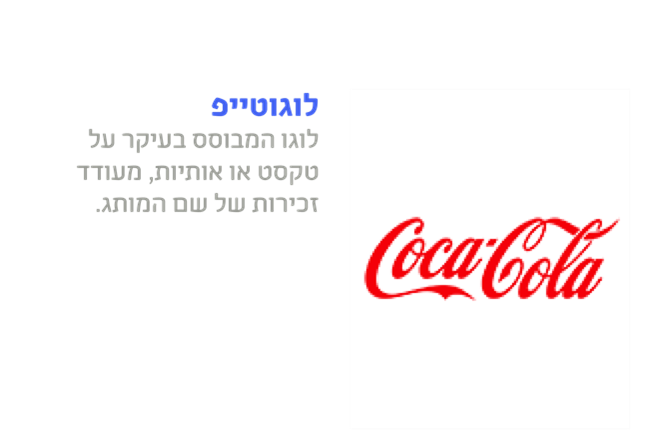 לוגוטייפ
לוגו המבוסס בעיקר על
טקסט או אותיות, מעודד
זכירות של שם המותג.
Coca-Cola